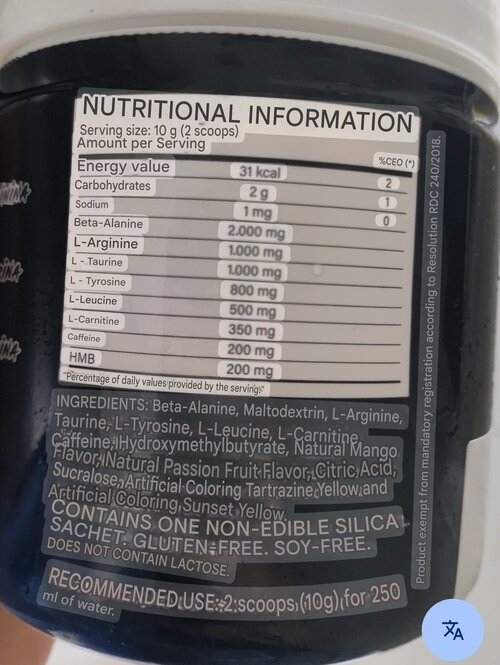 NUTRITIONAL INFORMATION
Serving size: 10 g (2 scoops)
Amount per Serving
%CEO (*)
Energy value 31 kcal 2
Carbohydrates 2 g 1
Sodium 1 mg 0
Beta-Alanine 2.000 mg
L-Arginine 1.000 mg
L - Taurine 1.000 mg
L - Tyrosine 800 mg
L-Leucine 500 mg
L-Carnitine 350 mg
Caffeine 200 mg
HMB 200 mg
"Percentage of daily values provided by the serving:"
INGREDIENTS: Beta-Alanine, Maltodextrin, L-Arginine,
Taurine, L-Tyrosine, L-Leucine, L-Carnitine,
Caffeine, Hydroxymethylbutyrate, Natural Mango
Flavor, Natural Passion Fruit Flavor, Citric Acid,
Sucralose, Artificial Coloring Tartrazine Yellow and
Artificial Coloring Sunset Yellow.
CONTAINS ONE NON-EDIBLE SILICA
SACHET. GLUTEN-FREE. SOY-FREE.
DOES NOT CONTAIN LACTOSE.
RECOMMENDED USE: 2 scoops (10g) for 250
ml of water.
Product exempt from mandatory registration according to Resolution RDC 240/2018.